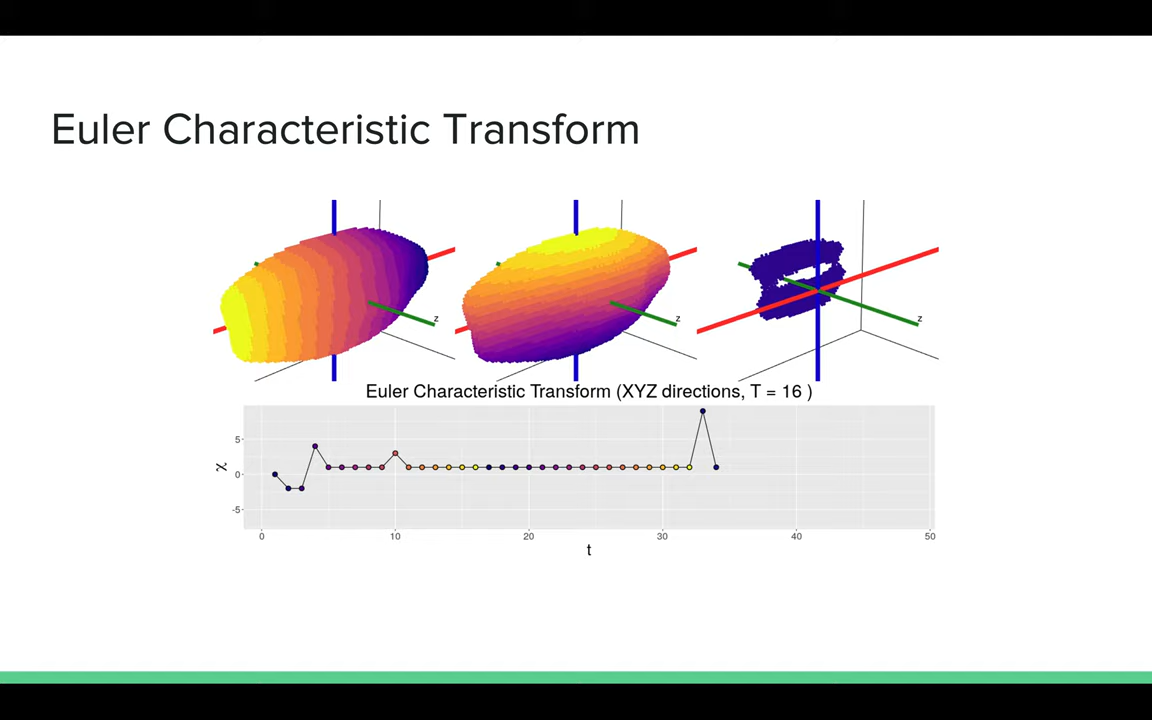 Euler Characteristic Transform
z
z
z
Euler Characteristic Transform (XYZ directions, T = 16 )
χ
5
0
-5
0 10 20 30 40 50
t